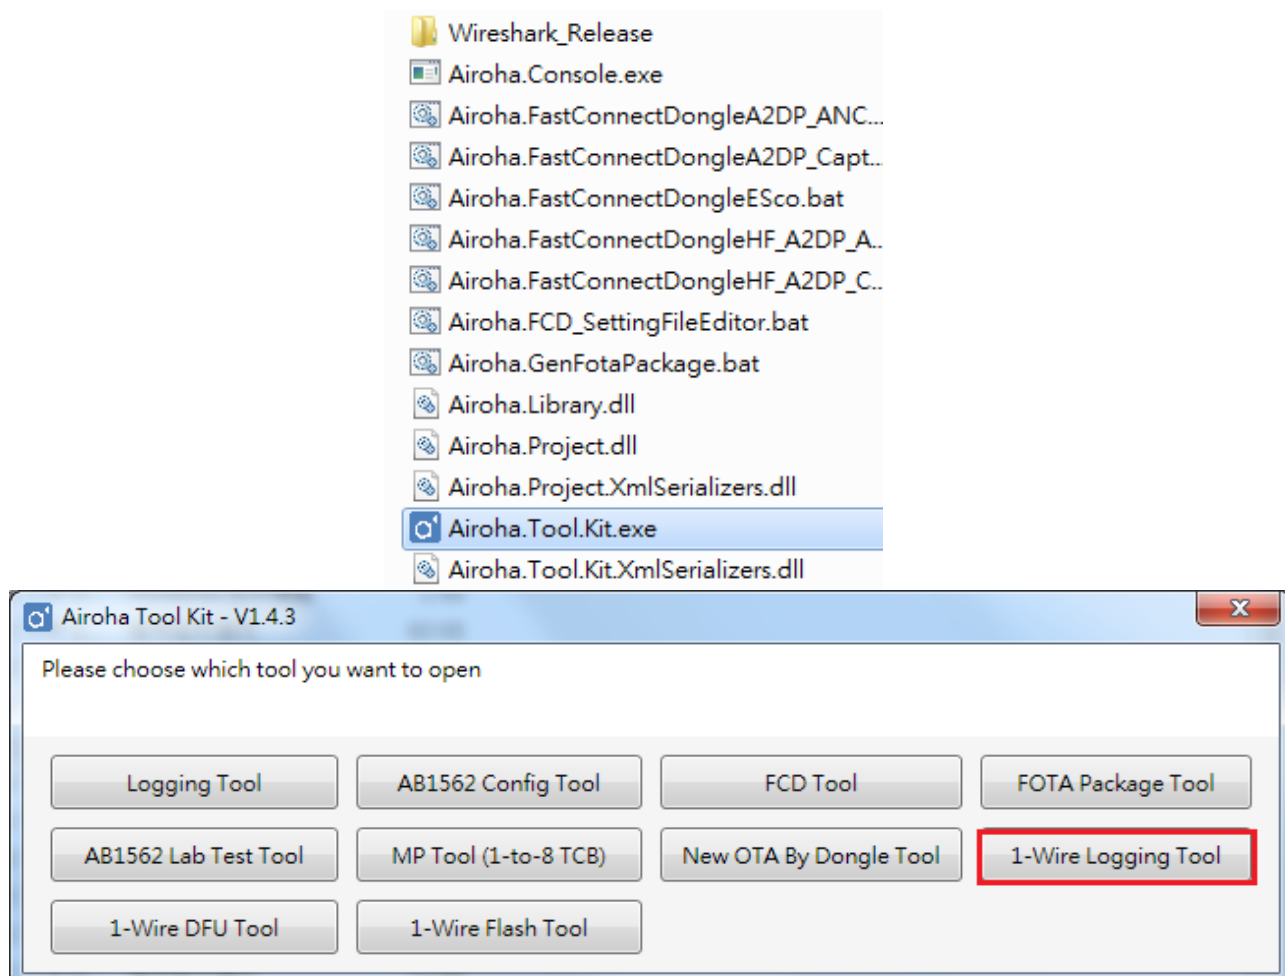 Wireshark_Release
Airoha.Console.exe
Airoha.FastConnectDongleA2DP_ANC...
Airoha.FastConnectDongleA2DP_Capt...
Airoha.FastConnectDongleESco.bat
Airoha.FastConnectDongleHF_A2DP_A...
Airoha.FastConnectDongleHF_A2DP_C...
Airoha.FCD_SettingFileEditor.bat
Airoha.GenFotaPackage.bat
Airoha.Library.dll
Airoha.Project.dll
Airoha.Project.XmlSerializers.dll
Airoha.Tool.Kit.exe
Airoha.Tool.Kit.XmlSerializers.dll
Airoha Tool Kit - V1.4.3
Please choose which tool you want to open
Logging Tool AB1562 Config Tool FCD Tool FOTA Package Tool
AB1562 Lab Test Tool MP Tool (1-to-8 TCB) New OTA By Dongle Tool 1-Wire Logging Tool
1-Wire DFU Tool 1-Wire Flash Tool